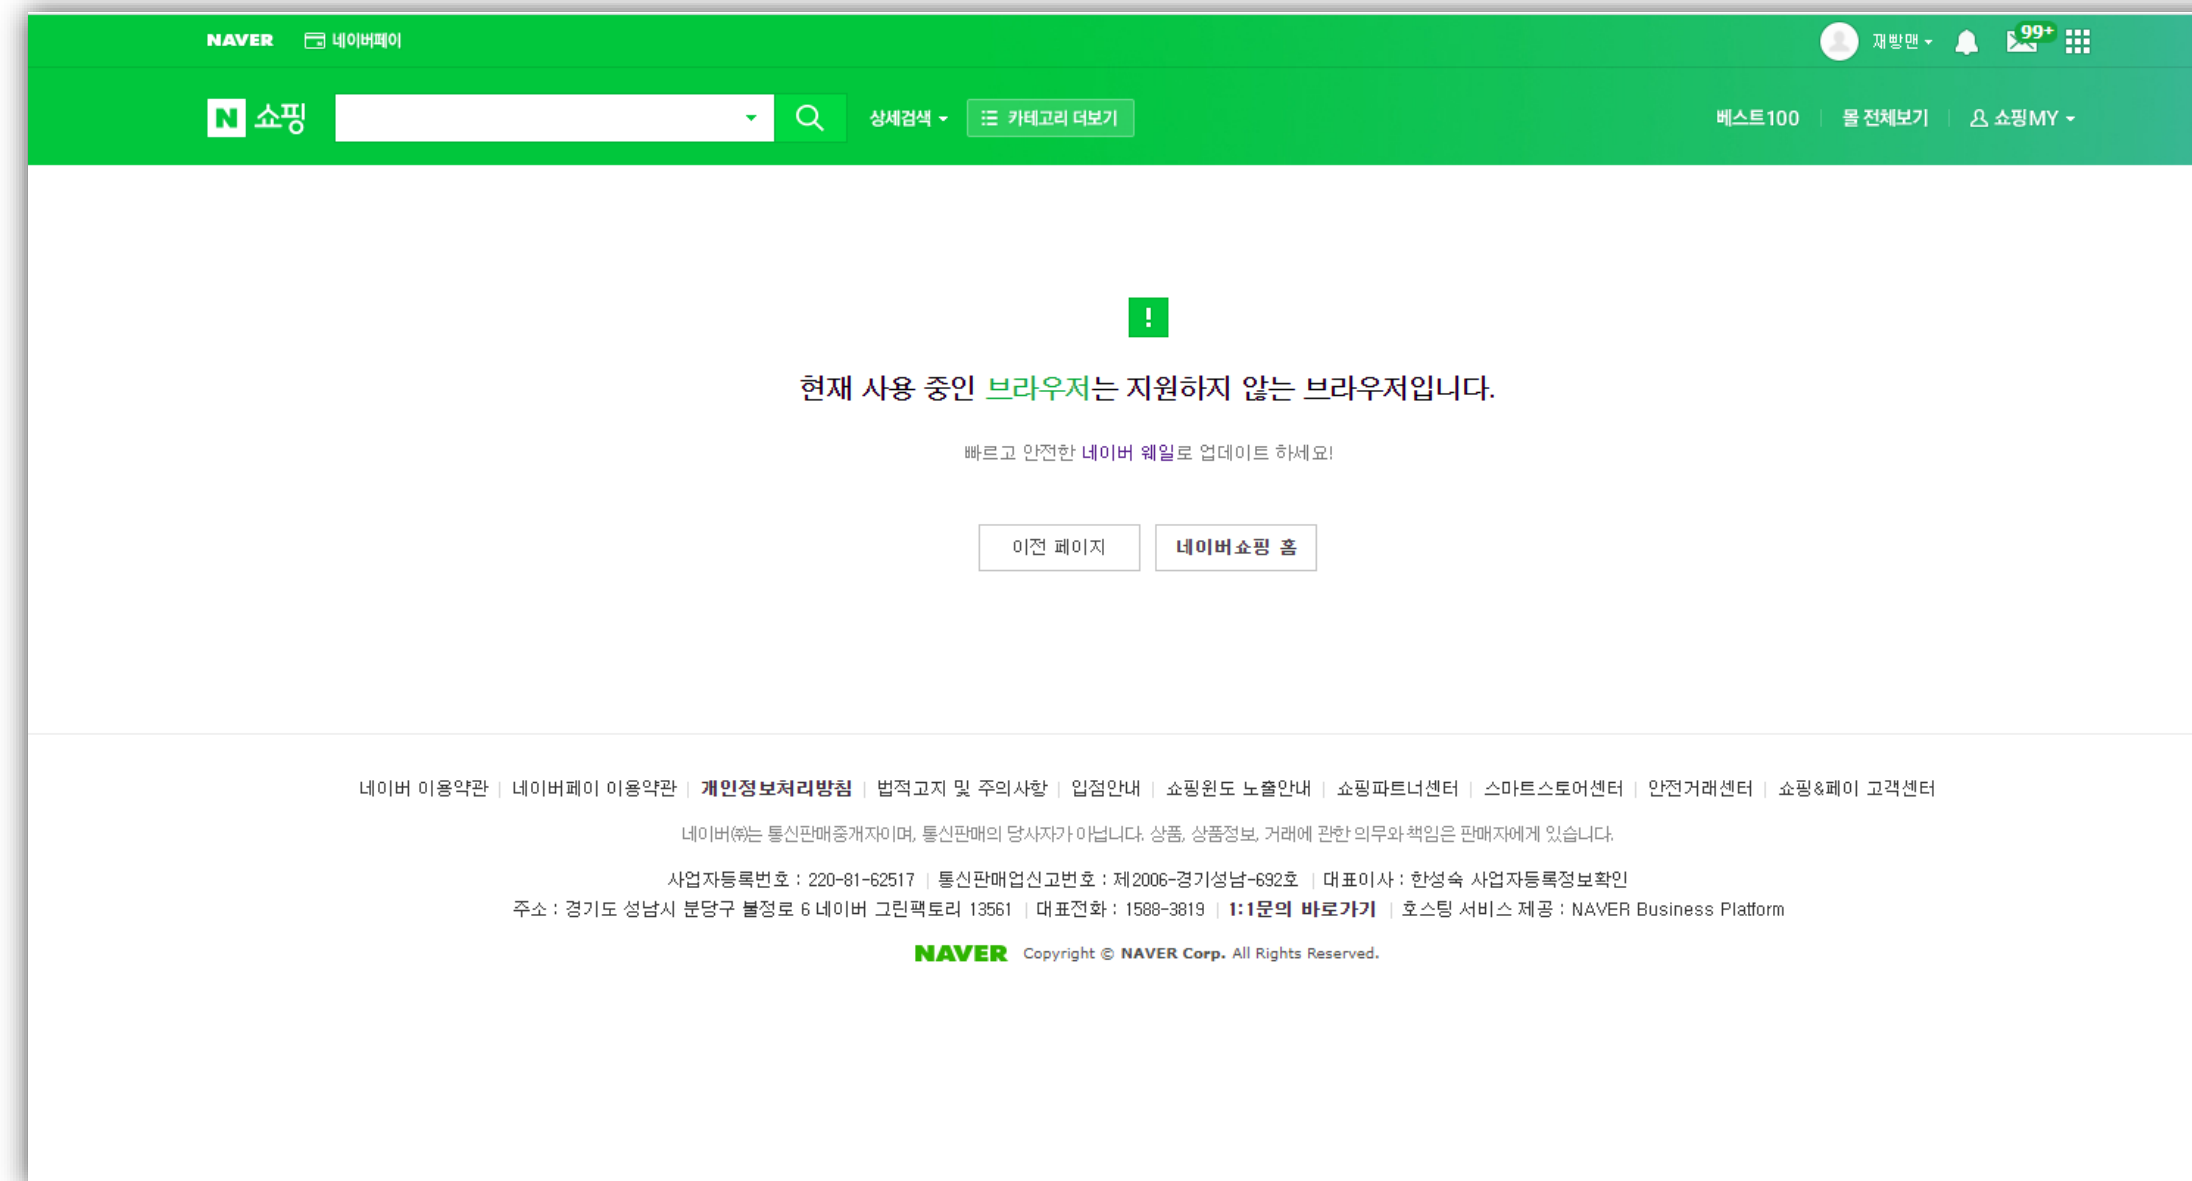 NAVER 네이버페이 재빵맨 99+
N 쇼핑 상세검색 카테고리 더보기 베스트100 몰 전체보기 쇼핑MY
!
현재 사용 중인 브라우저는 지원하지 않는 브라우저입니다.
빠르고 안전한 네이버 웨일로 업데이트 하세요!
이전 페이지 네이버쇼핑 홈
네이버 이용약관 | 네이버페이 이용약관 | 개인정보처리방침 | 법적고지 및 주의사항 | 입점안내 | 쇼핑윈도 노출안내 | 쇼핑파트너센터 | 스마트스토어센터 | 안전거래센터 | 쇼핑&페이 고객센터
네이버㈜는 통신판매중개자이며, 통신판매의 당사자가 아닙니다. 상품, 상품정보, 거래에 관한 의무와 책임은 판매자에게 있습니다.
사업자등록번호 : 220-81-62517 | 통신판매업신고번호 : 제2006-경기성남-692호 | 대표이사 : 한성숙 사업자등록정보확인
주소 : 경기도 성남시 분당구 불정로 6 네이버 그린팩토리 13561 | 대표전화 : 1588-3819 | 1:1문의 바로가기 | 호스팅 서비스 제공 : NAVER Business Platform
NAVER Copyright © NAVER Corp. All Rights Reserved.